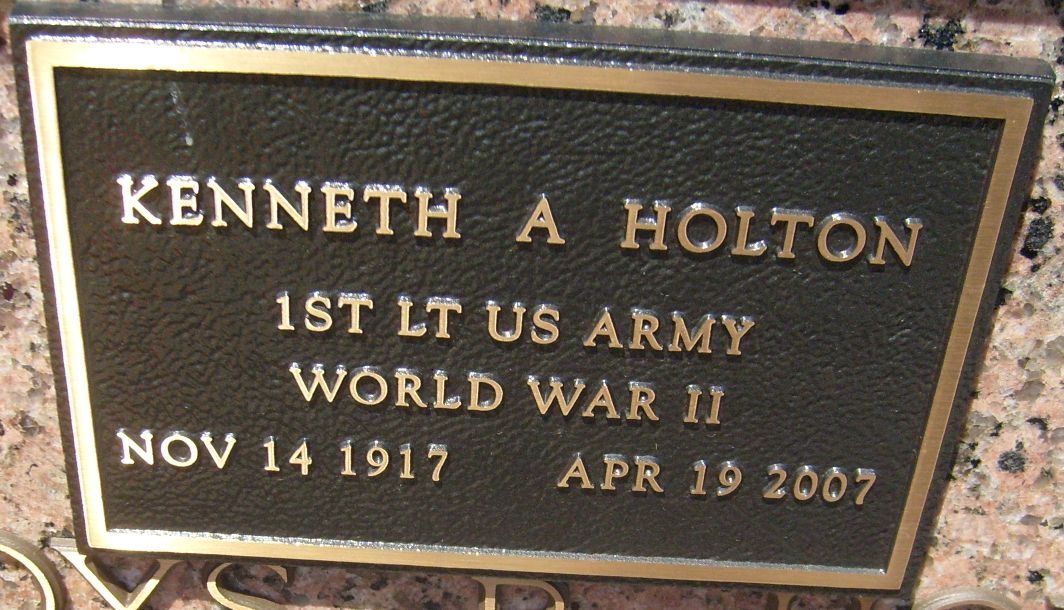 KENNETH A HOLTON
1ST LT US ARMY
WORLD WAR II
NOV 14 1917 APR 19 2007